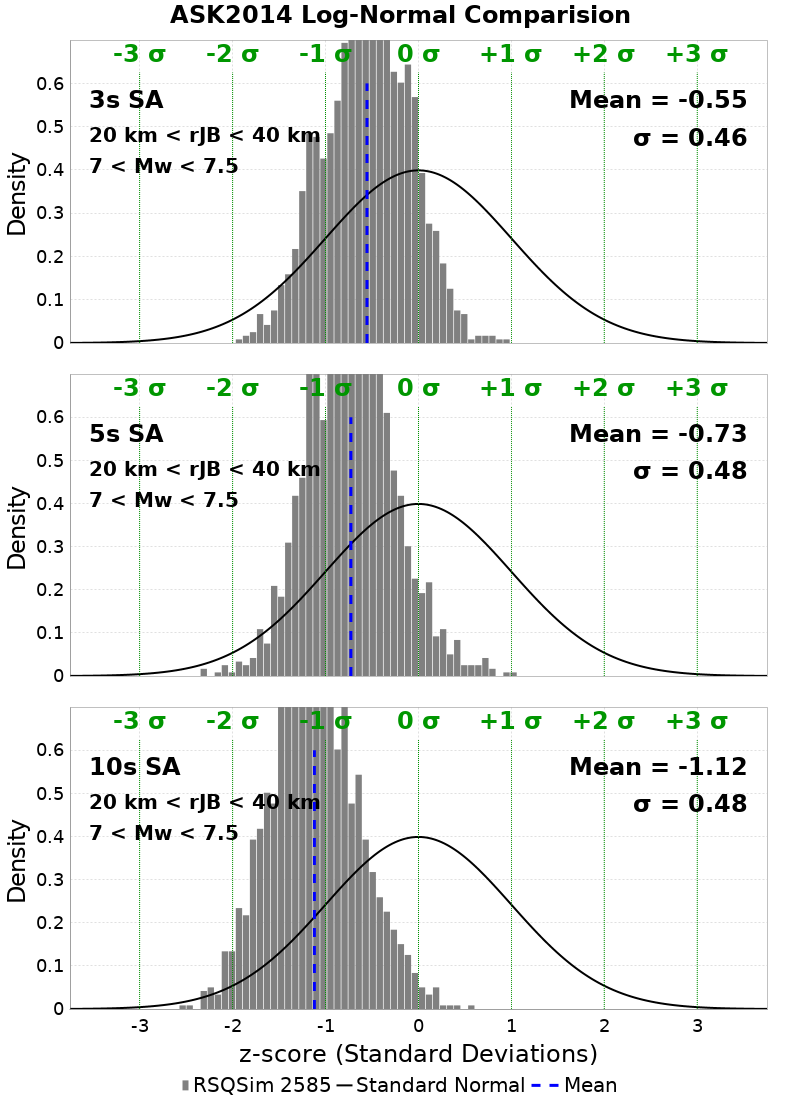 ASK2014 Log-Normal Comparision
-3 σ -2 σ -1 σ 0 σ +1 σ +2 σ +3 σ
0.6
3s SA
Mean = -0.55
0.5
20 km < rJB < 40 km
σ = 0.46
0.4
7 < Mw < 7.5
Density
0.3
0.2
0.1
0
-3 σ -2 σ -1 σ 0 σ +1 σ +2 σ +3 σ
0.6
5s SA
Mean = -0.73
0.5
20 km < rJB < 40 km
σ = 0.48
0.4
7 < Mw < 7.5
Density
0.3
0.2
0.1
0
-3 σ -2 σ -1 σ 0 σ +1 σ +2 σ +3 σ
0.6
10s SA
Mean = -1.12
0.5
20 km < rJB < 40 km
σ = 0.48
0.4
7 < Mw < 7.5
Density
0.3
0.2
0.1
0
-3 -2 -1 0 1 2 3
z-score (Standard Deviations)
RSQSim 2585 Standard Normal Mean